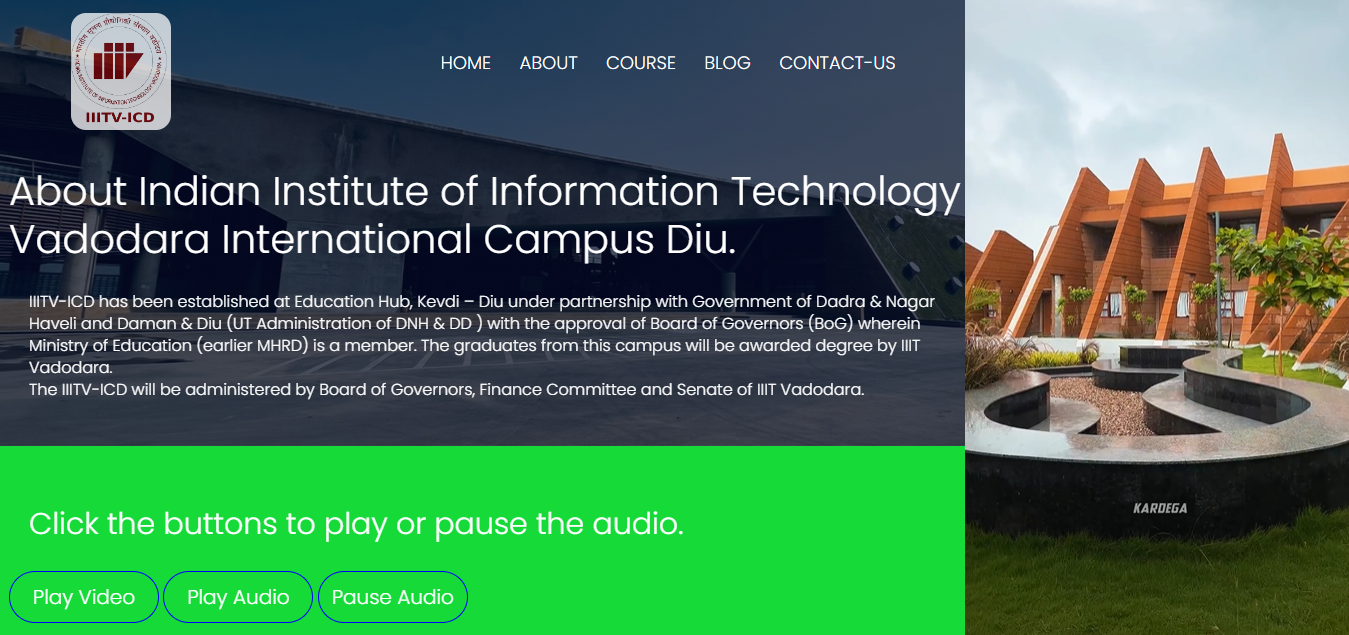 IIITV-ICD
HOME ABOUT COURSE BLOG CONTACT-US
About Indian Institute of Information Technology
Vadodara International Campus Diu.
IIITV-ICD has been established at Education Hub, Kevdi – Diu under partnership with Government of Dadra & Nagar
Haveli and Daman & Diu (UT Administration of DNH & DD ) with the approval of Board of Governors (BoG) wherein
Ministry of Education (earlier MHRD) is a member. The graduates from this campus will be awarded degree by IIIT
Vadodara.
The IIITV-ICD will be administered by Board of Governors, Finance Committee and Senate of IIIT Vadodara.
KARDEGA
Click the buttons to play or pause the audio.
Play Video Play Audio Pause Audio